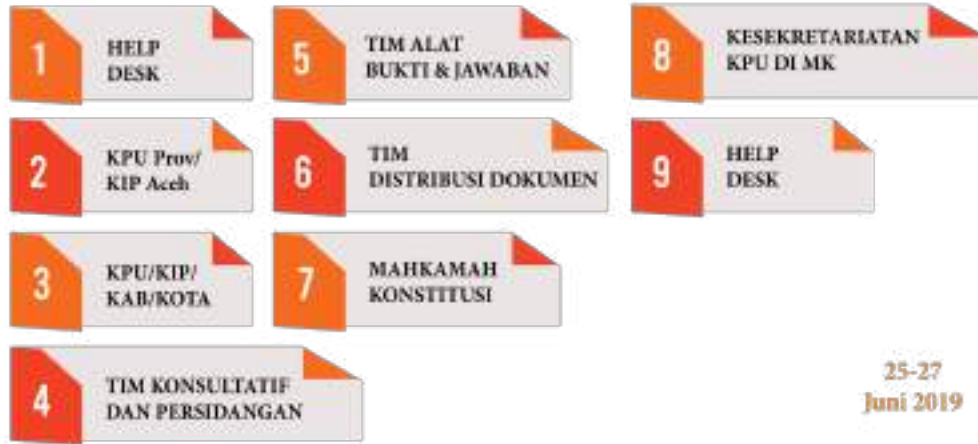 1
HELP
DESK
2
KPU Prov/
KIP Aceh
3
KPU/KIP/
KAB/KOTA
4
TIM KONSULTATIF
DAN PERSIDANGAN
5
TIM ALAT
BUKTI & JAWABAN
6
TIM
DISTRIBUSI DOKUMEN
7
MAHKAMAH
KONSTITUSI
8
KESEKRETARIATAN
KPU DI MK
9
HELP
DESK
25-27
Juni 2019